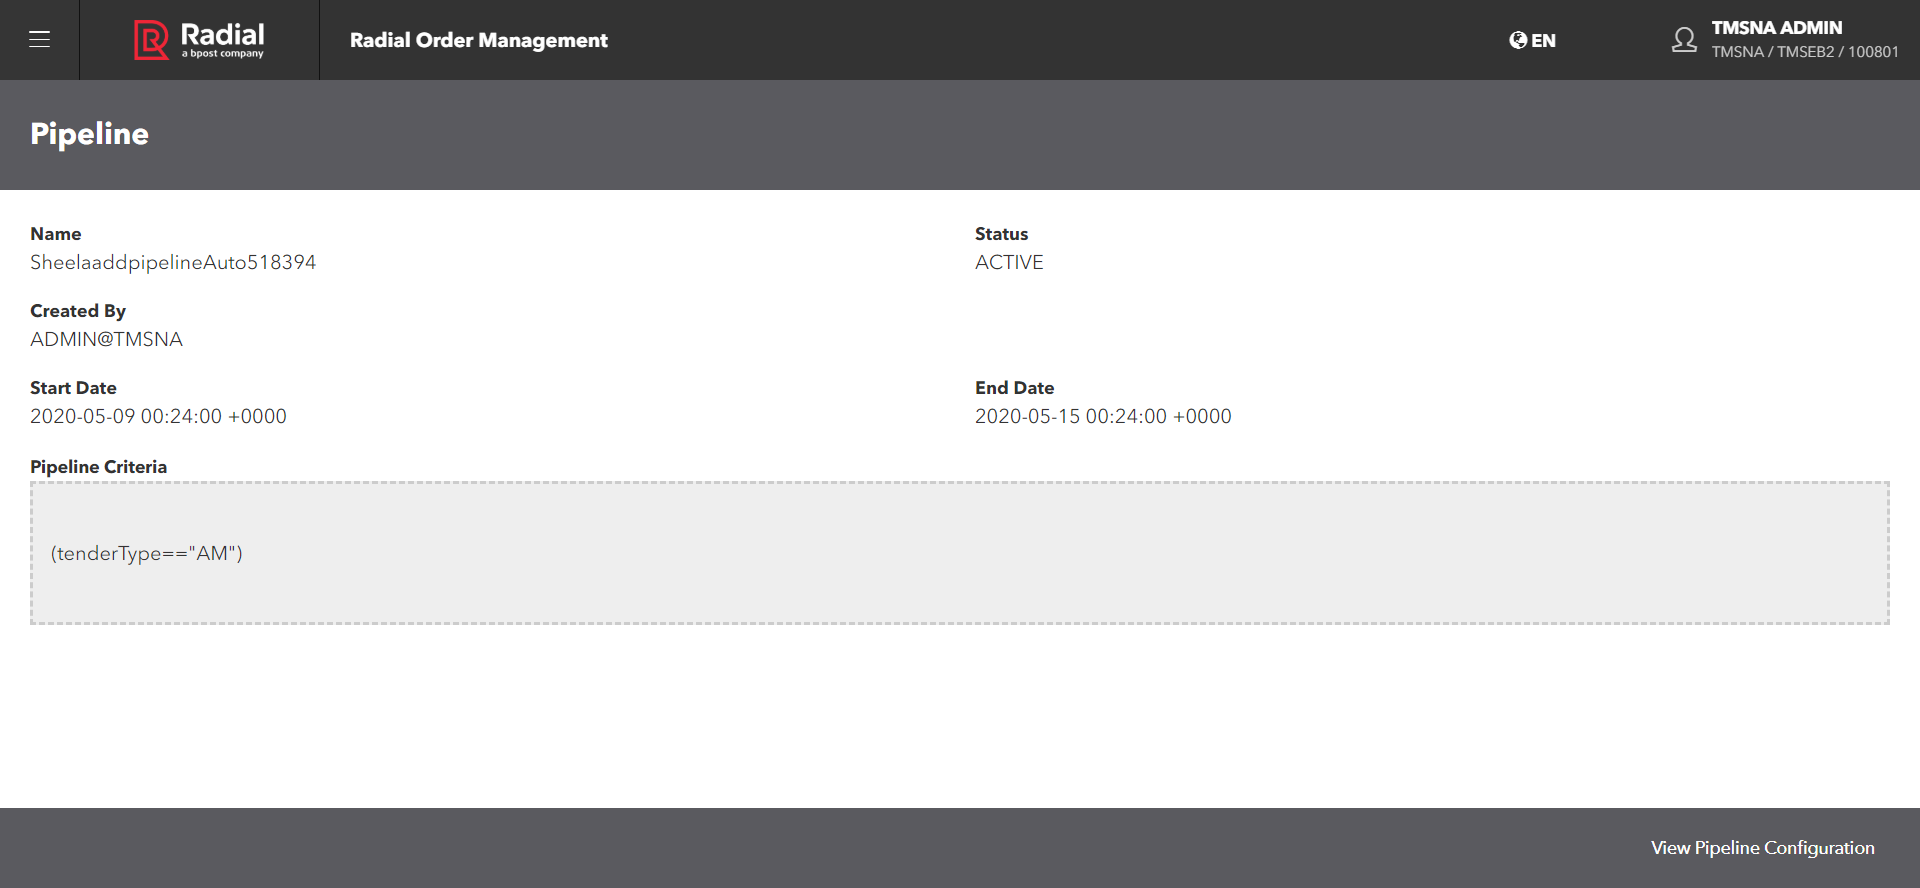 Radial
a bpost company
Radial Order Management
EN
TMSNA ADMIN
TMSNA / TMSEB2 / 100801
Pipeline
Name
SheelaaddpipelineAuto518394
Status
ACTIVE
Created By
ADMIN@TMSNA
Start Date
2020-05-09 00:24:00 +0000
End Date
2020-05-15 00:24:00 +0000
Pipeline Criteria
(tenderType=="AM")
View Pipeline Configuration